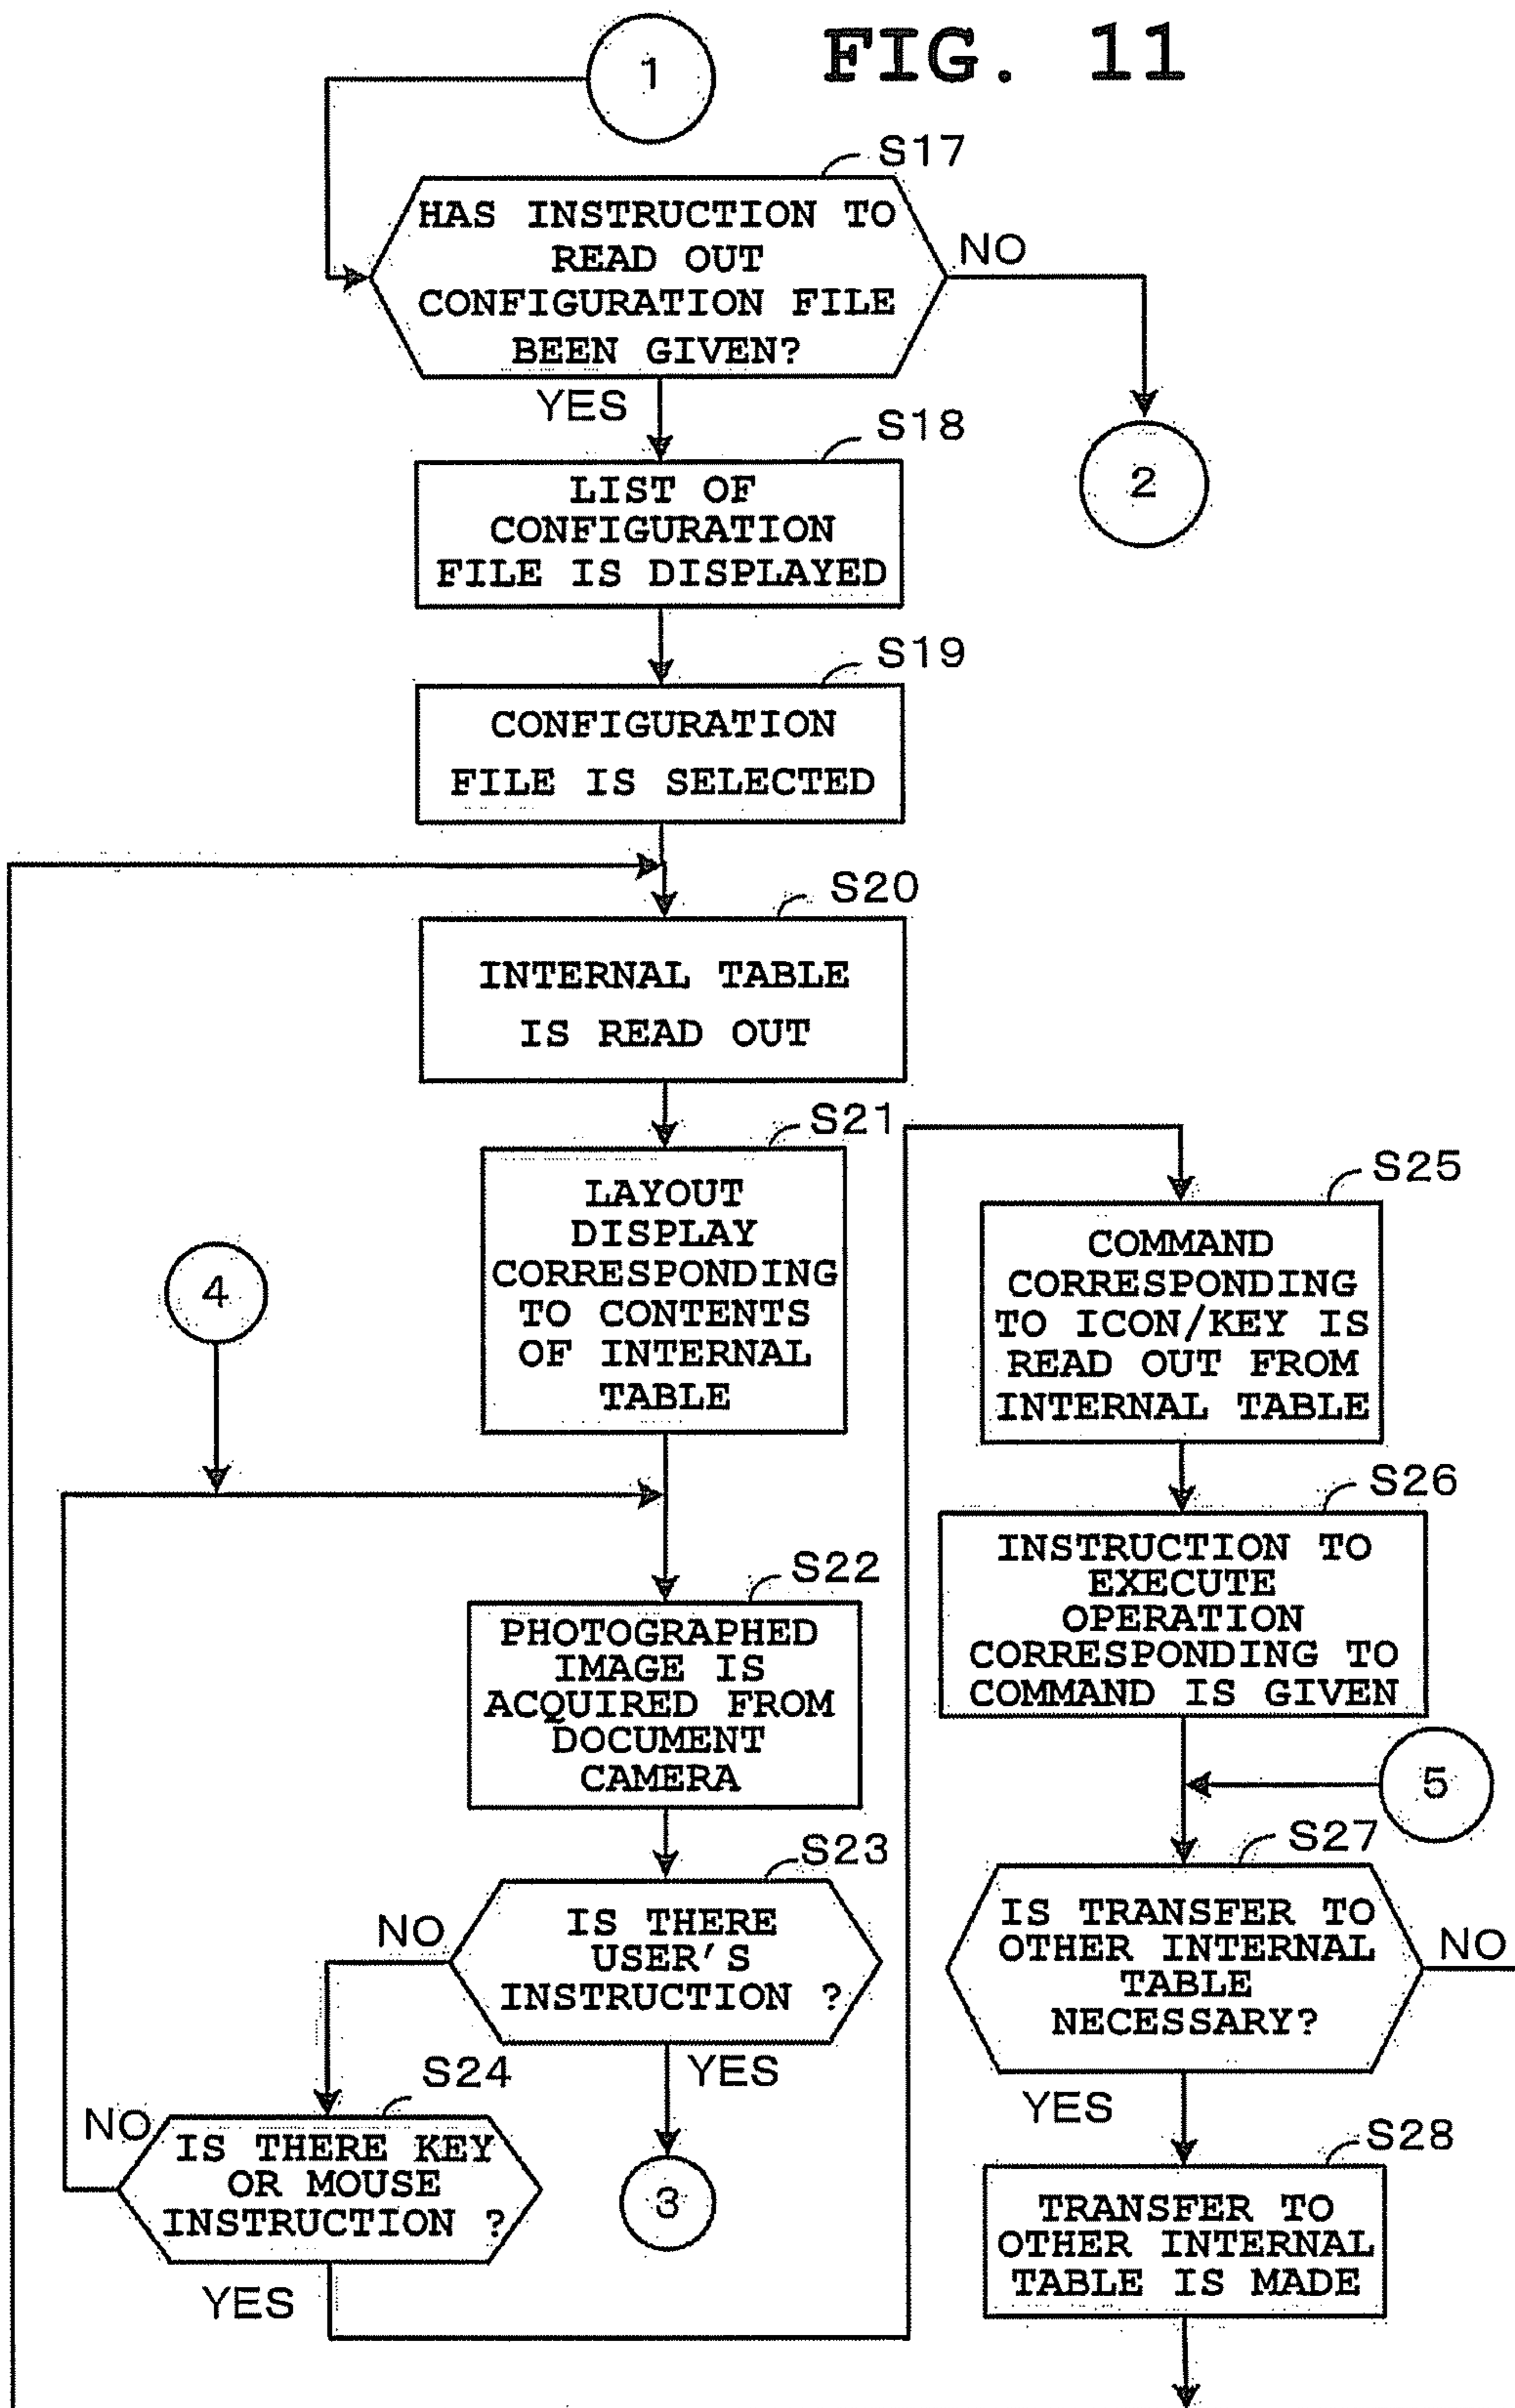 FIG. 11
1
S17
HAS INSTRUCTION TO
READ OUT
CONFIGURATION FILE
BEEN GIVEN?
NO
YES
2
S18
LIST OF
CONFIGURATION
FILE IS DISPLAYED
S19
CONFIGURATION
FILE IS SELECTED
S20
INTERNAL TABLE
IS READ OUT
S21
LAYOUT
DISPLAY
CORRESPONDING
TO CONTENTS
OF INTERNAL
TABLE
4
S22
PHOTOGRAPHED
IMAGE IS
ACQUIRED FROM
DOCUMENT
CAMERA
S23
IS THERE
USER'S
INSTRUCTION ?
NO
YES
3
S24
IS THERE KEY
OR MOUSE
INSTRUCTION ?
NO
YES
S25
COMMAND
CORRESPONDING
TO ICON/KEY IS
READ OUT FROM
INTERNAL TABLE
S26
INSTRUCTION TO
EXECUTE
OPERATION
CORRESPONDING TO
COMMAND IS GIVEN
5
S27
IS TRANSFER TO
OTHER INTERNAL
TABLE
NECESSARY?
NO
YES
S28
TRANSFER TO
OTHER INTERNAL
TABLE IS MADE